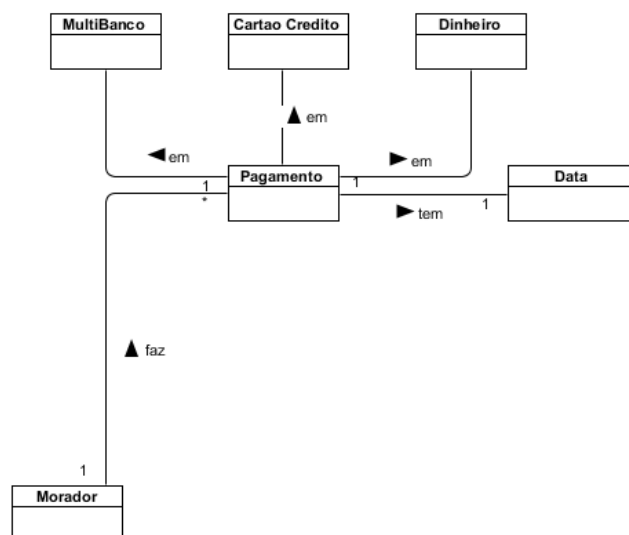 MultiBanco
Cartao Credito
Dinheiro
em
em
em
Pagamento
Data
1
1
*
tem
1
faz
1
Morador